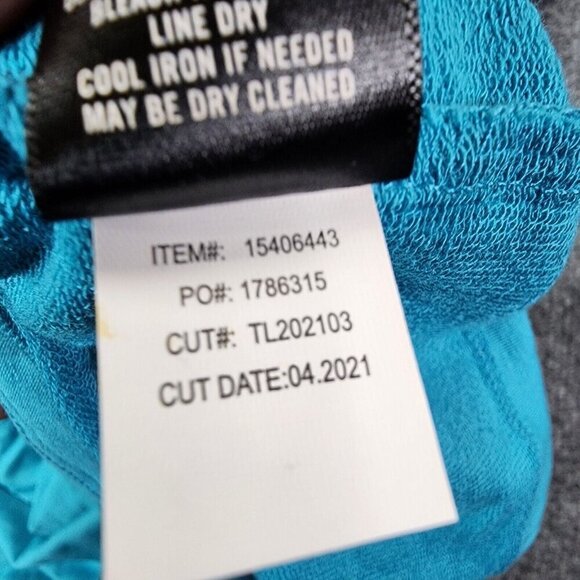 BLEACH
LINE DRY
COOL IRON IF NEEDED
MAY BE DRY CLEANED
ITEM#: 15406443
PO#: 1786315
CUT#: TL202103
CUT DATE:04.2021